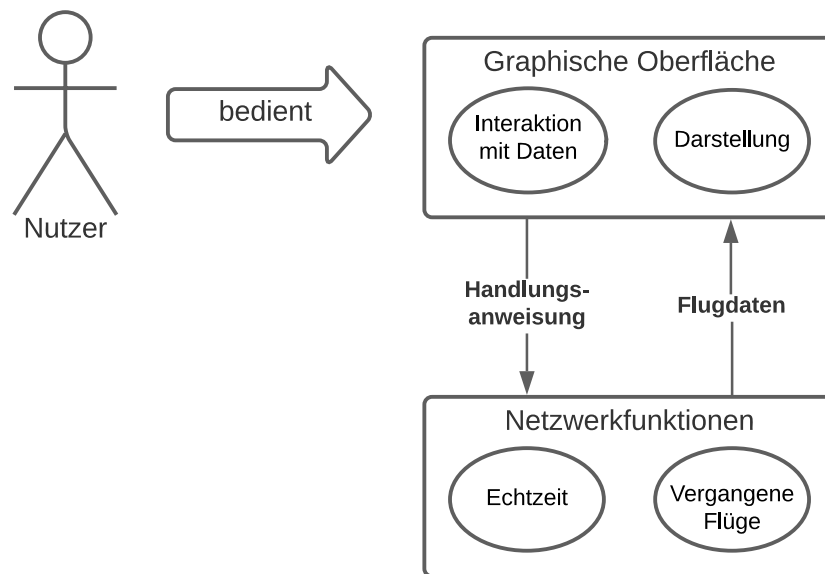 Graphische Oberfläche
bedient
Interaktion
mit Daten
Darstellung
Nutzer
Handlungs-
anweisung
Flugdaten
Netzwerkfunktionen
Echtzeit
Vergangene
Flüge